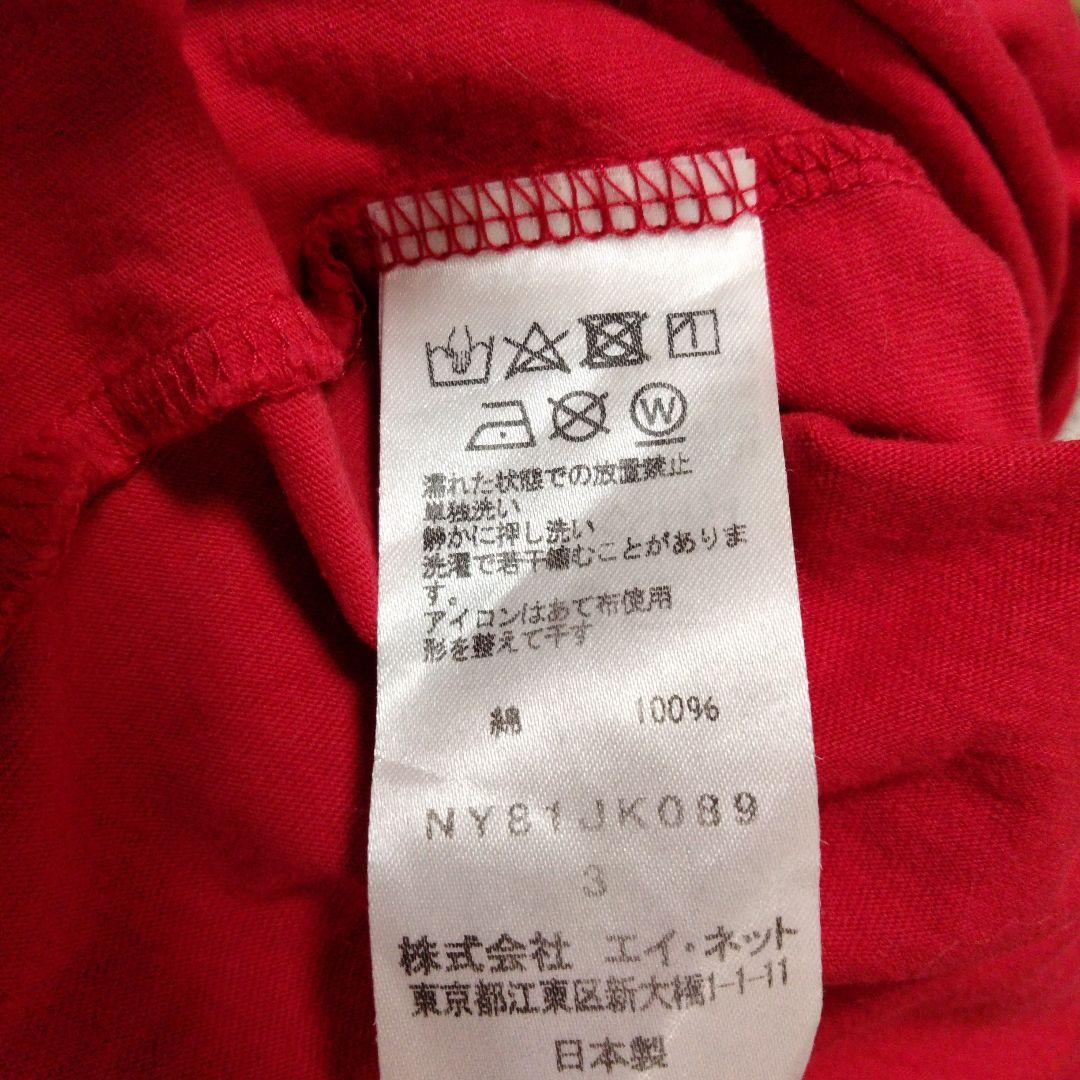 W
濡れた状態での放置禁止
単独洗い
静かに押し洗い
洗濯で若干縮むことがありま
す。
アイロンはあて布使用
形を整えて干す
綿 100%
NY81JK089
3
株式会社 エイ・ネット
東京都江東区新大橋1-1-11
日本製